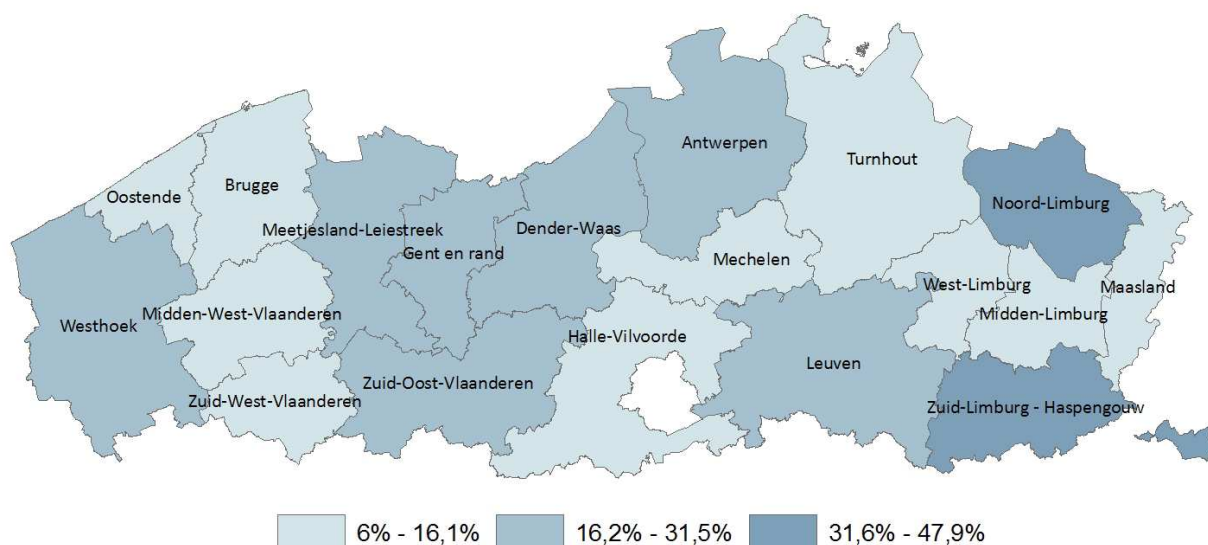 Antwerpen
Turnhout
Brugge
Oostende
Noord-Limburg
Meetjesland-Leiestreek
Dender-Waas
Gent en rand
Mechelen
West-Limburg
Maasland
Midden-West-Vlaanderen
Midden-Limburg
Westhoek
Halle-Vilvoorde
Leuven
Zuid-Oost-Vlaanderen
Zuid-West-Vlaanderen
Zuid-Limburg - Haspengouw
6% - 16,1%
16,2% - 31,5%
31,6% - 47,9%